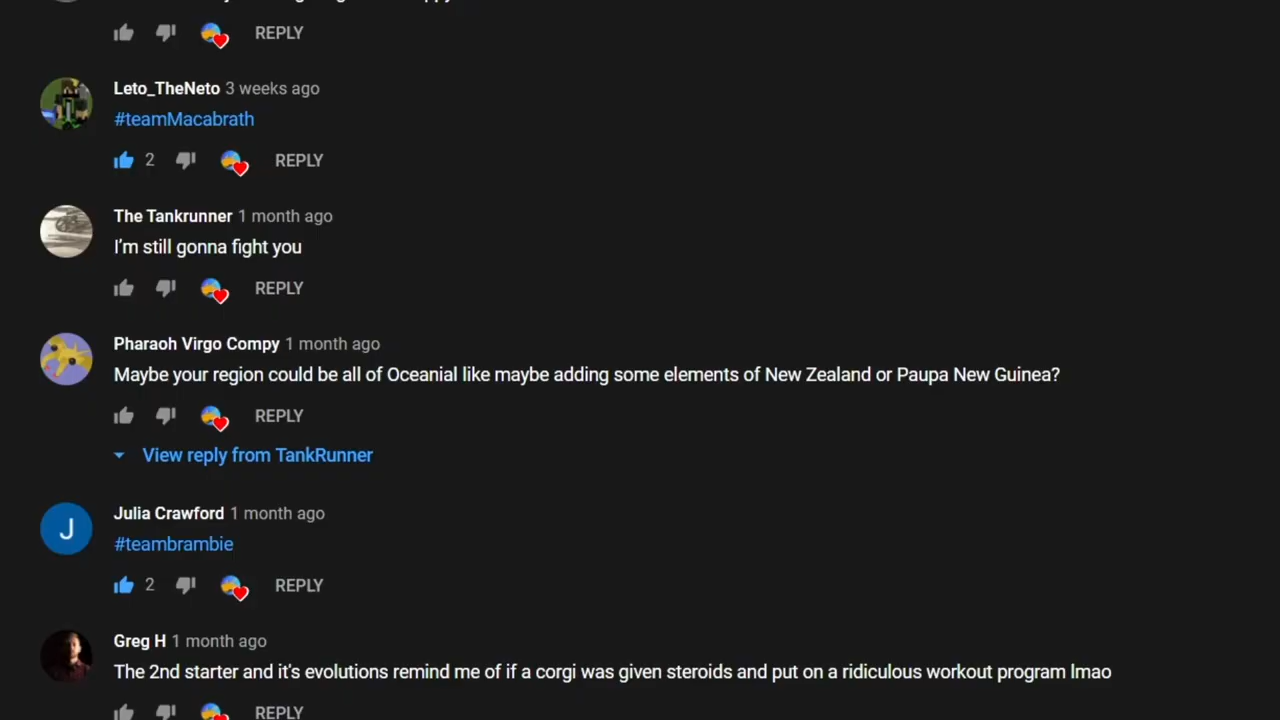 REPLY
Leto_TheNeto 3 weeks ago
#teamMacabrath
2 REPLY
The Tankrunner 1 month ago
I'm still gonna fight you
REPLY
Pharaoh Virgo Compy 1 month ago
Maybe your region could be all of Oceanial like maybe adding some elements of New Zealand or Paupa New Guinea?
REPLY
View reply from TankRunner
J
Julia Crawford 1 month ago
#teambrambie
2 REPLY
Greg H 1 month ago
The 2nd starter and it's evolutions remind me of if a corgi was given steroids and put on a ridiculous workout program lmao
REPLY